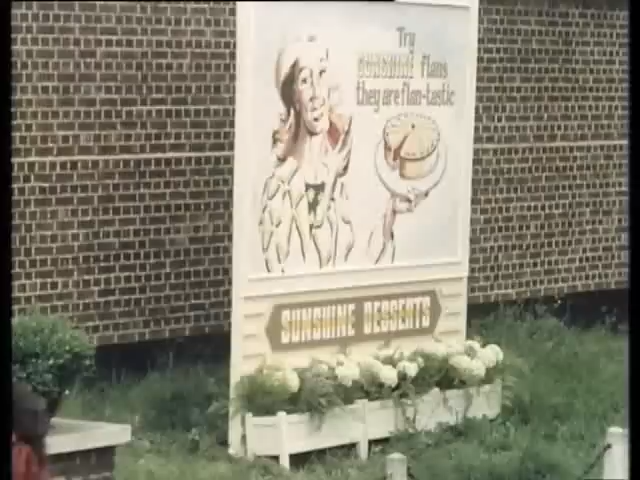 Try
SUNSHINE flans
they are flan-tastic
SUNSHINE DESSERTS